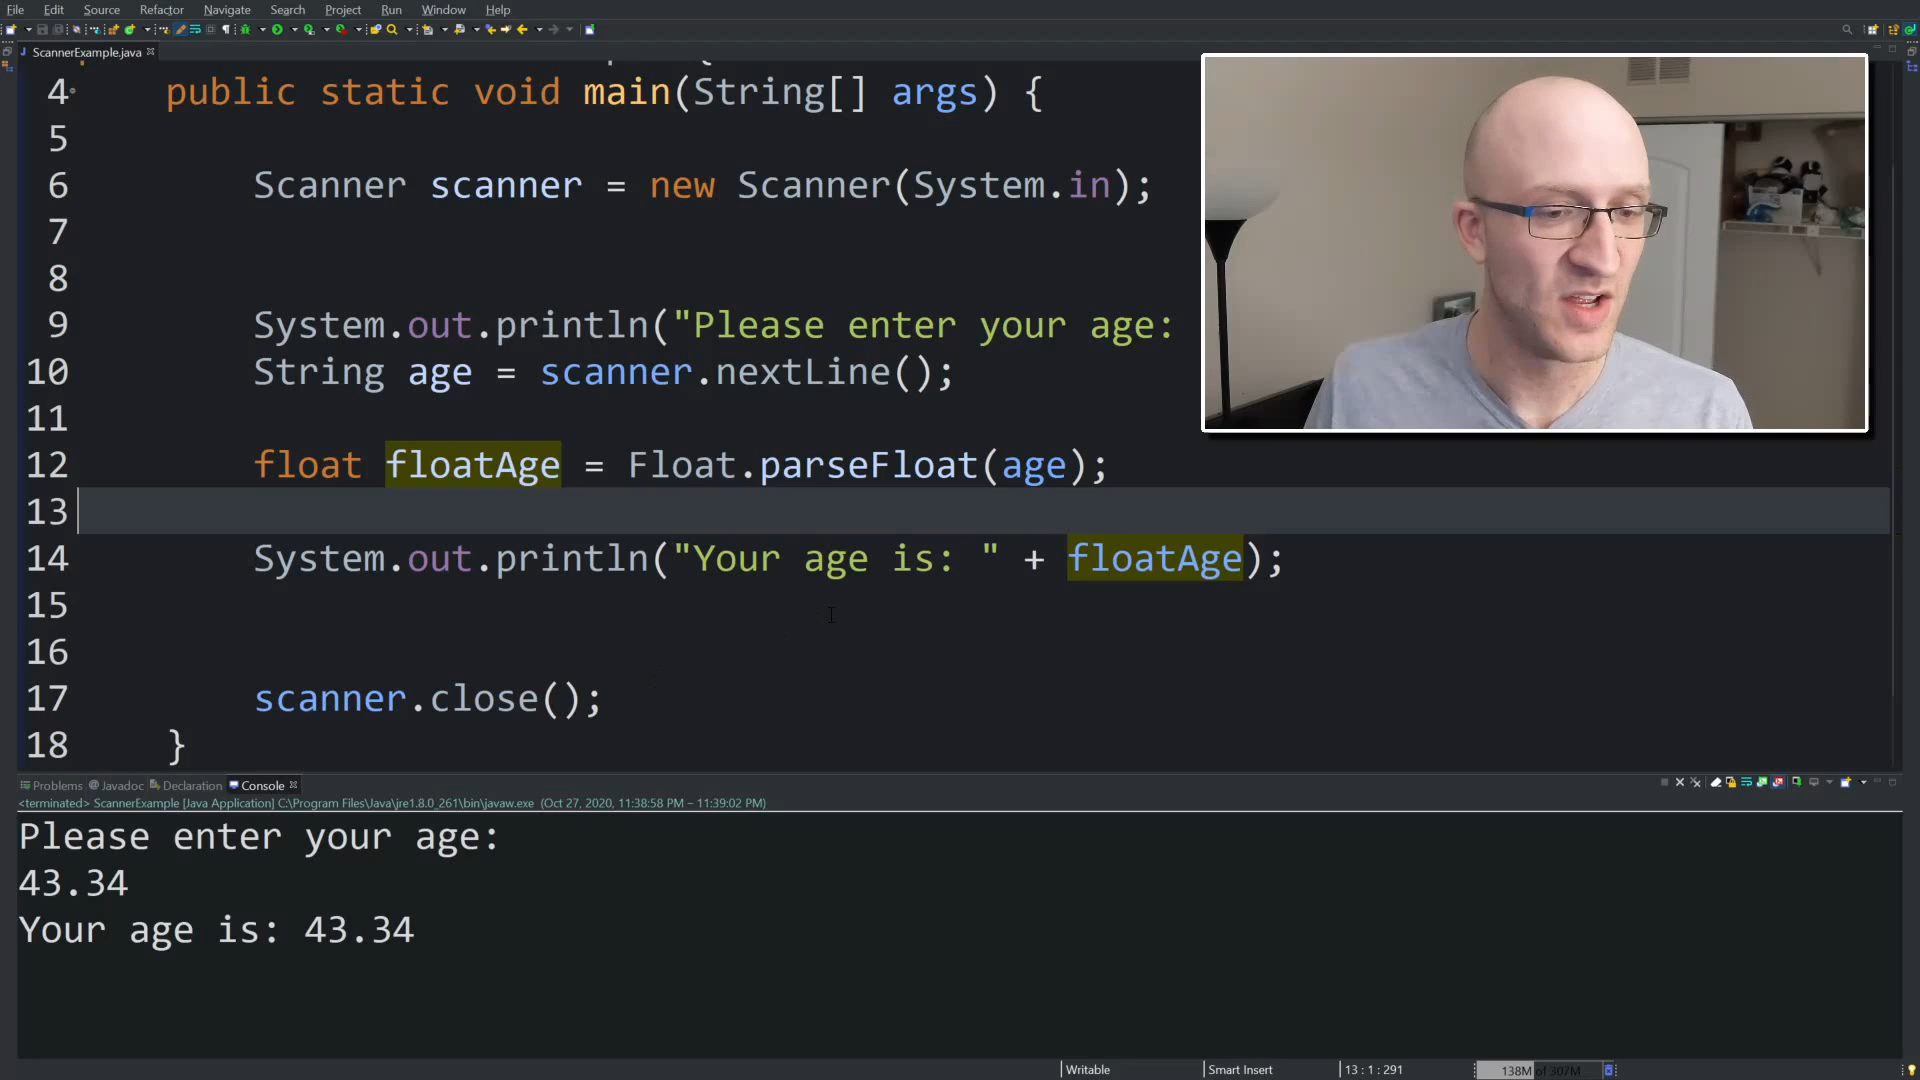 File Edit Source Refactor Navigate Search Project Run Window Help
ScannerExample.java
4 public static void main(String[] args) {
5
6 Scanner scanner = new Scanner(System.in);
7
8
9 System.out.println("Please enter your age:
10 String age = scanner.nextLine();
11
12 float floatAge = Float.parseFloat(age);
13
14 System.out.println("Your age is: " + floatAge);
15
16
17 scanner.close();
18 }
Problems @ Javadoc Declaration Console
<terminated> ScannerExample [Java Application] C:\Program Files\Java\jre1.8.0_261\bin\javaw.exe (Oct 27, 2020, 11:38:58 PM – 11:39:02 PM)
Please enter your age:
43.34
Your age is: 43.34
Writable Smart Insert 13 : 1 : 291 138M of 307M